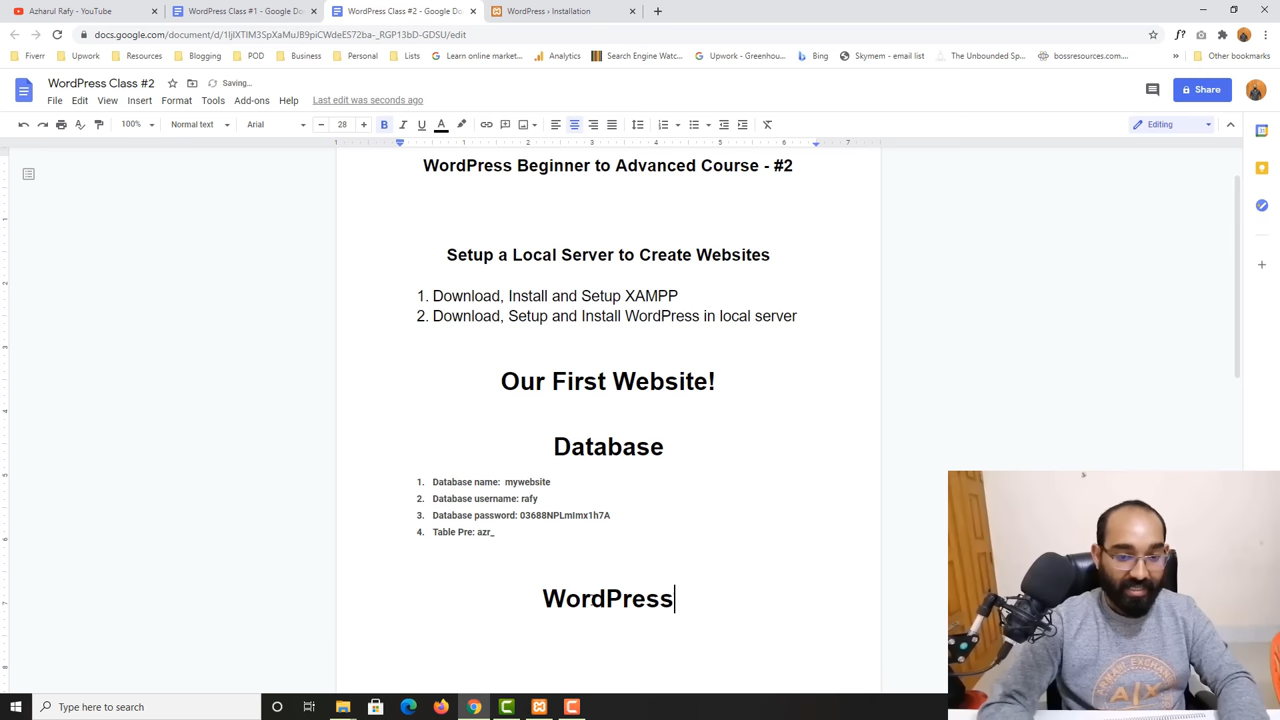 Azharul Rafy - YouTube
WordPress Class #1 - Google Do
WordPress Class #2 - Google Do
WordPress › Installation
docs.google.com/document/d/1ljlXTlM3SpXaMuJB9piCWdeES72ba-_RGP13bD-GDSU/edit
Fiverr
Upwork
Resources
Blogging
POD
Business
Personal
Lists
Learn online market...
Analytics
Search Engine Watc...
Upwork - Greenhou...
Bing
Skymem - email list
The Unbounded Sp...
bossresources.com...
Other bookmarks
WordPress Class #2
Saving...
File Edit View Insert Format Tools Add-ons Help Last edit was seconds ago
Share
100% Normal text Arial 28 B I U A
Editing
WordPress Beginner to Advanced Course - #2
Setup a Local Server to Create Websites
1. Download, Install and Setup XAMPP
2. Download, Setup and Install WordPress in local server
Our First Website!
Database
1. Database name: mywebsite
2. Database username: rafy
3. Database password: 03688NPLmImx1h7A
4. Table Pre: azr_
WordPress
Type here to search